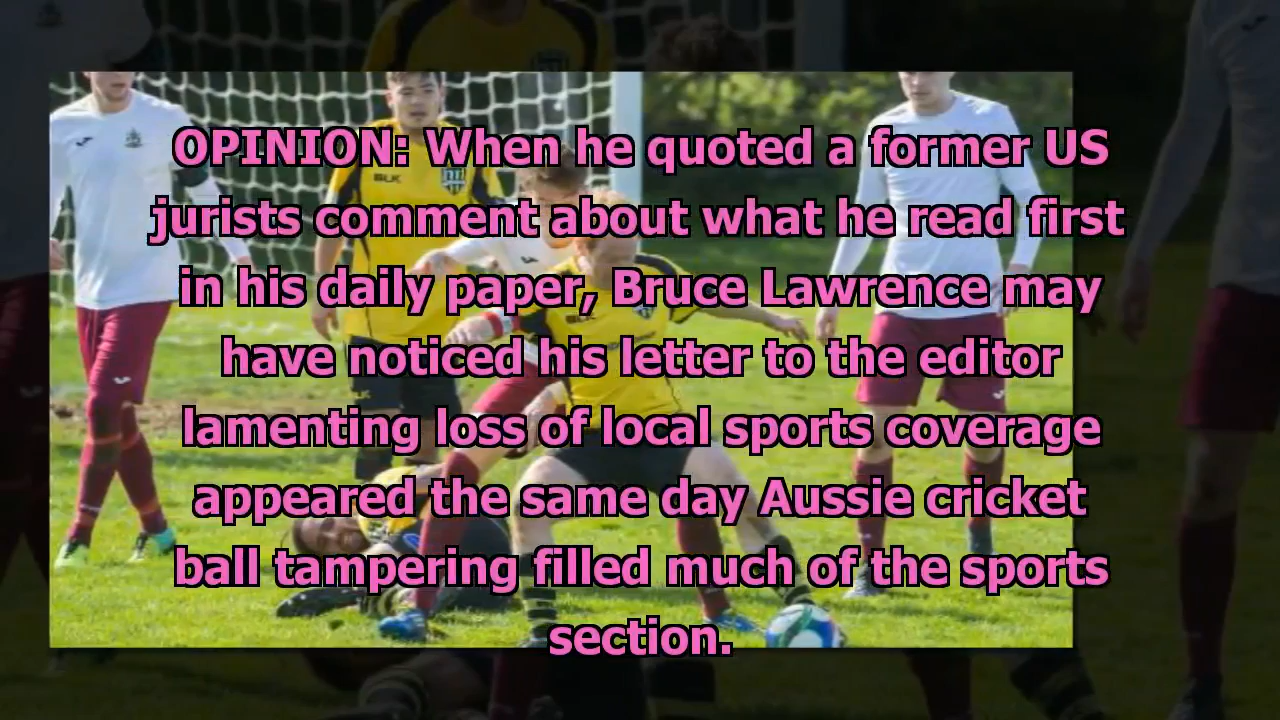 OPINION: When he quoted a former US
jurists comment about what he read first
in his daily paper, Bruce Lawrence may
have noticed his letter to the editor
lamenting loss of local sports coverage
appeared the same day Aussie cricket
ball tampering filled much of the sports
section.
BLK